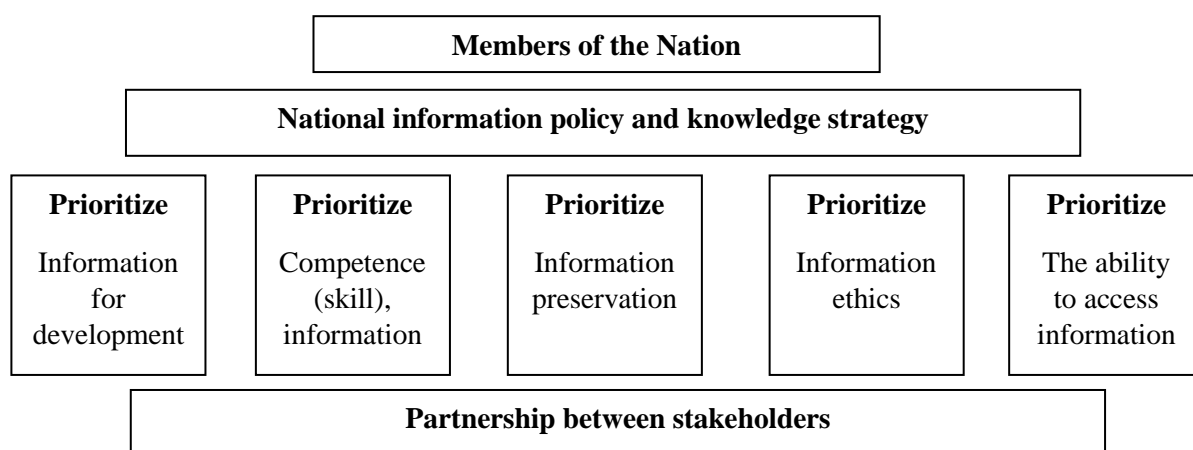 Members of the Nation
National information policy and knowledge strategy
Prioritize
Information
for
development
Prioritize
Competence
(skill),
information
Prioritize
Information
preservation
Prioritize
Information
ethics
Prioritize
The ability
to access
information
Partnership between stakeholders